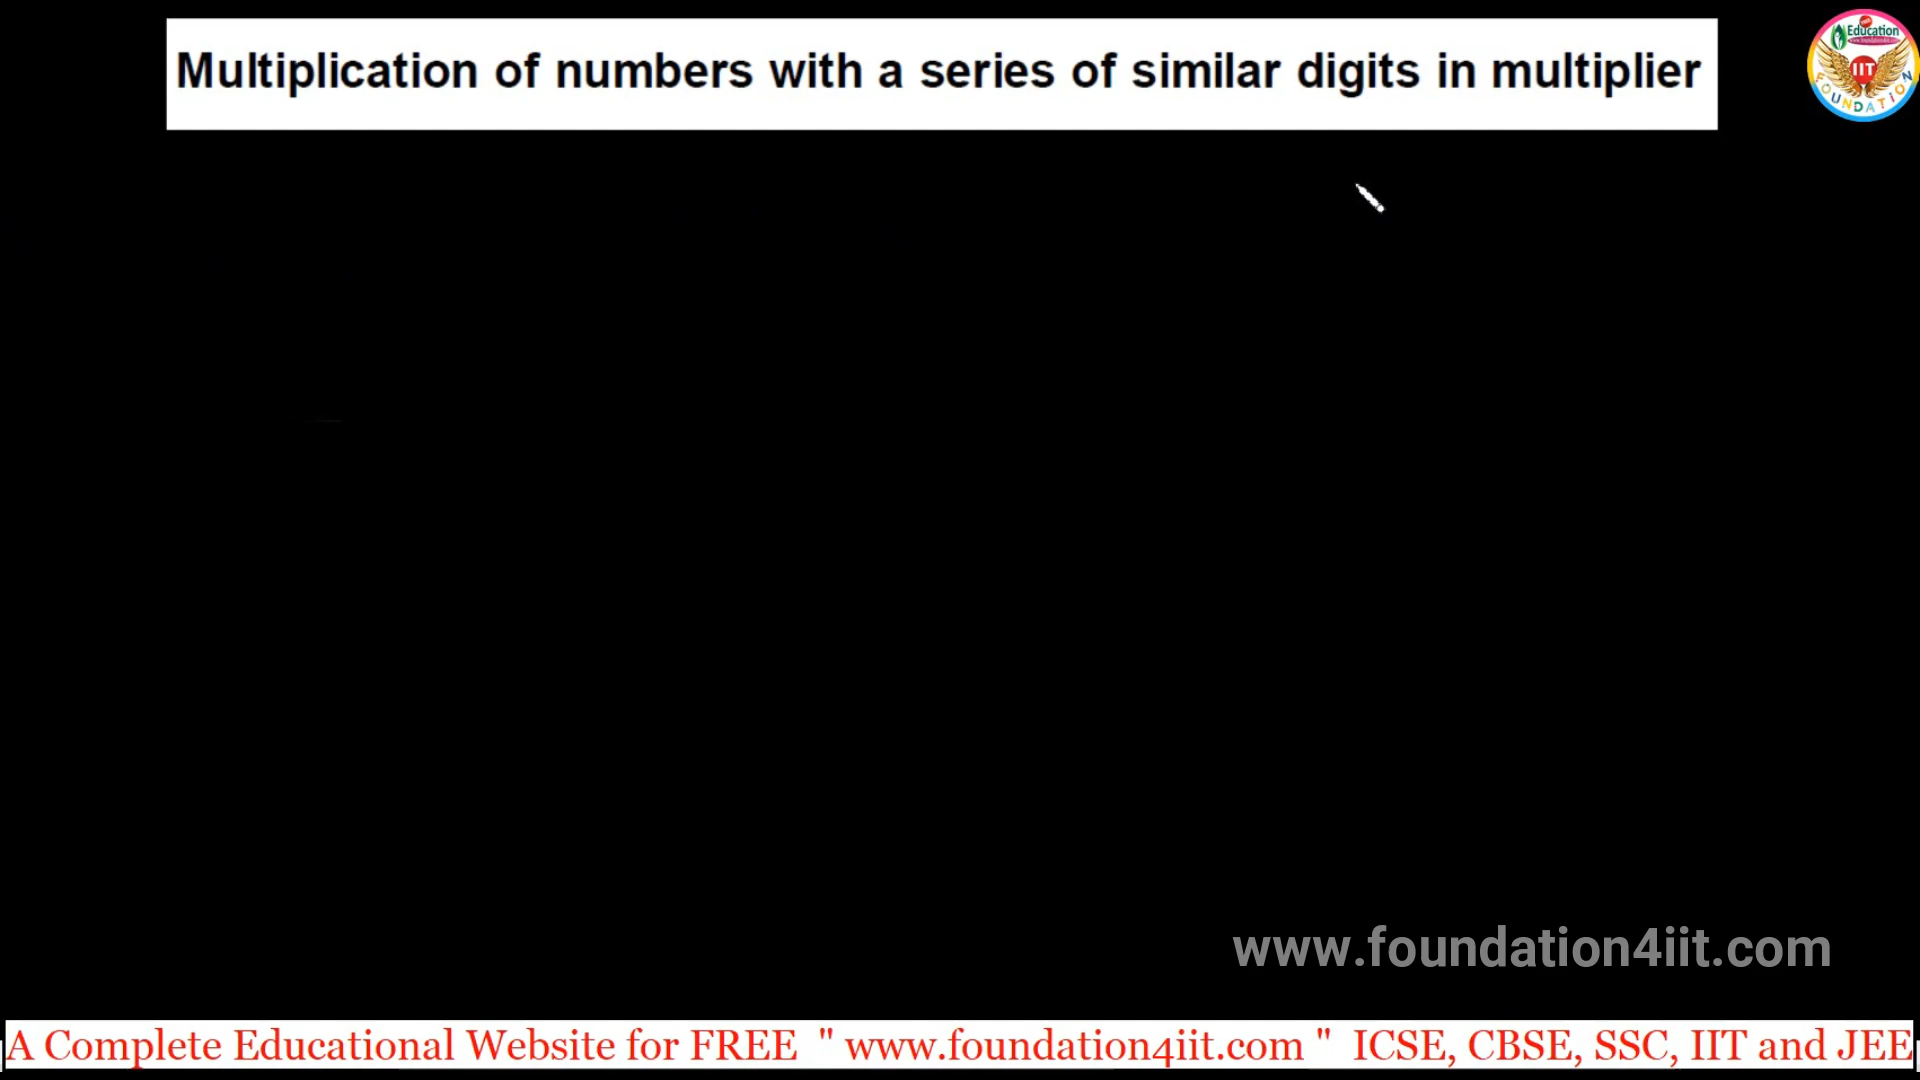 Multiplication of numbers with a series of similar digits in multiplier
Education
IIT
FOUNDATION
www.foundation4iit.com
A Complete Educational Website for FREE " www.foundation4iit.com " ICSE, CBSE, SSC, IIT and JEE